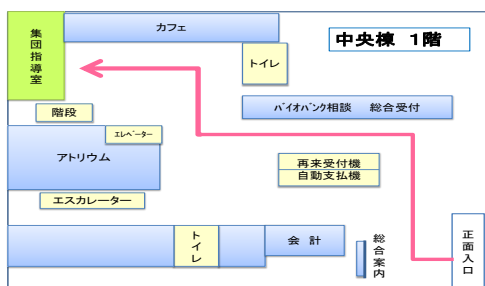 集団指導室
カフェ
中央棟 1階
トイレ
バイオバンク相談 総合受付
階段
エレベーター
アトリウム
再来受付機
自動支払機
エスカレーター
トイレ
会 計
総合案内
正面入口